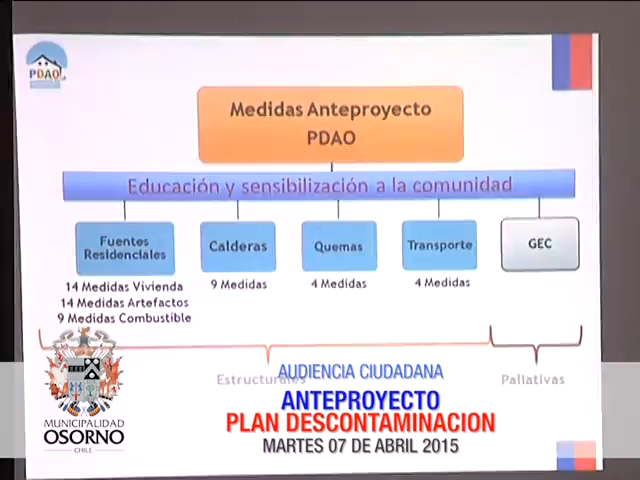 PDAO
Medidas Anteproyecto
PDAO
Educación y sensibilización a la comunidad
Fuentes
Residenciales
Calderas
Quemas
Transporte
GEC
14 Medidas Vivienda
14 Medidas Artefactos
9 Medidas Combustible
9 Medidas
4 Medidas
4 Medidas
Estructurales
Paliativas
MUNICIPALIDAD
OSORNO
CHILE
AUDIENCIA CIUDADANA
ANTEPROYECTO
PLAN DESCONTAMINACION
MARTES 07 DE ABRIL 2015